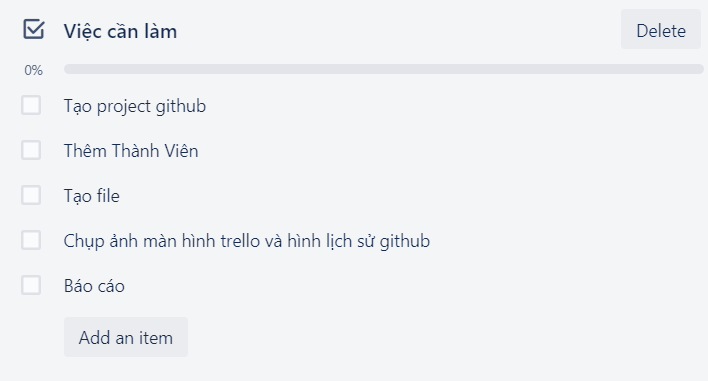 Việc cần làm
Delete
0%
Tạo project github
Thêm Thành Viên
Tạo file
Chụp ảnh màn hình trello và hình lịch sử github
Báo cáo
Add an item